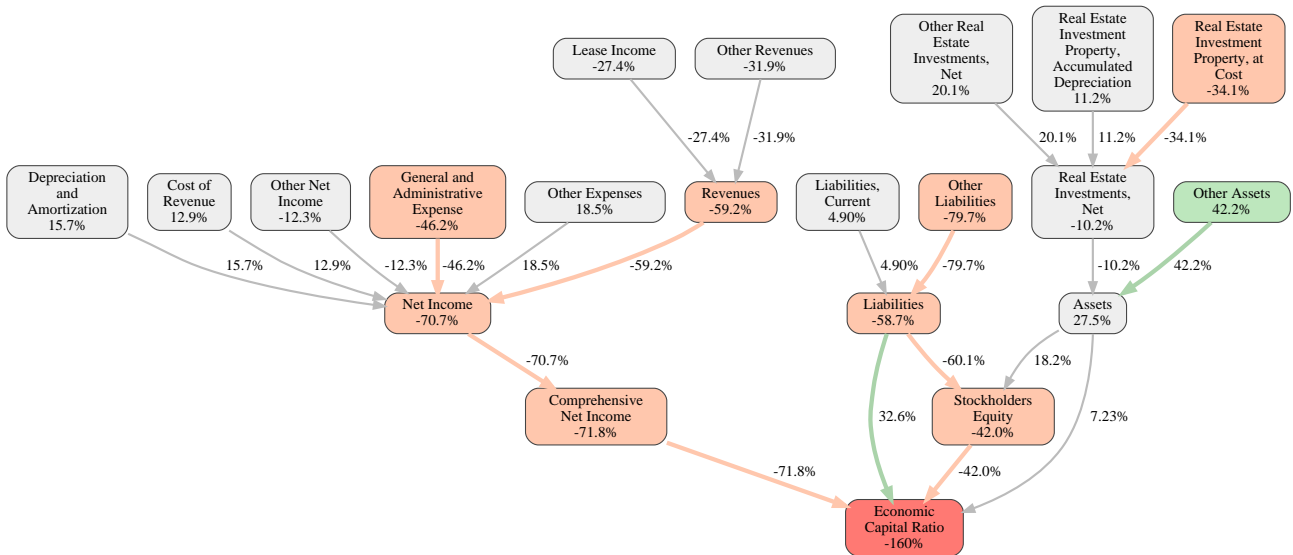 Lease Income
-27.4%
Other Revenues
-31.9%
Other Real
Estate
Investments,
Net
20.1%
Real Estate
Investment
Property,
Accumulated
Depreciation
11.2%
Real Estate
Investment
Property, at
Cost
-34.1%
-27.4%
-31.9%
20.1%
11.2%
-34.1%
Depreciation
and
Amortization
15.7%
Cost of
Revenue
12.9%
Other Net
Income
-12.3%
General and
Administrative
Expense
-46.2%
Other Expenses
18.5%
Revenues
-59.2%
Liabilities,
Current
4.90%
Other
Liabilities
-79.7%
Real Estate
Investments,
Net
-10.2%
Other Assets
42.2%
15.7%
12.9%
-12.3%
-46.2%
18.5%
-59.2%
4.90%
-79.7%
-10.2%
42.2%
Net Income
-70.7%
Liabilities
-58.7%
Assets
27.5%
-70.7%
-60.1%
18.2%
Comprehensive
Net Income
-71.8%
32.6%
Stockholders
Equity
-42.0%
7.23%
-71.8%
-42.0%
Economic
Capital Ratio
-160%